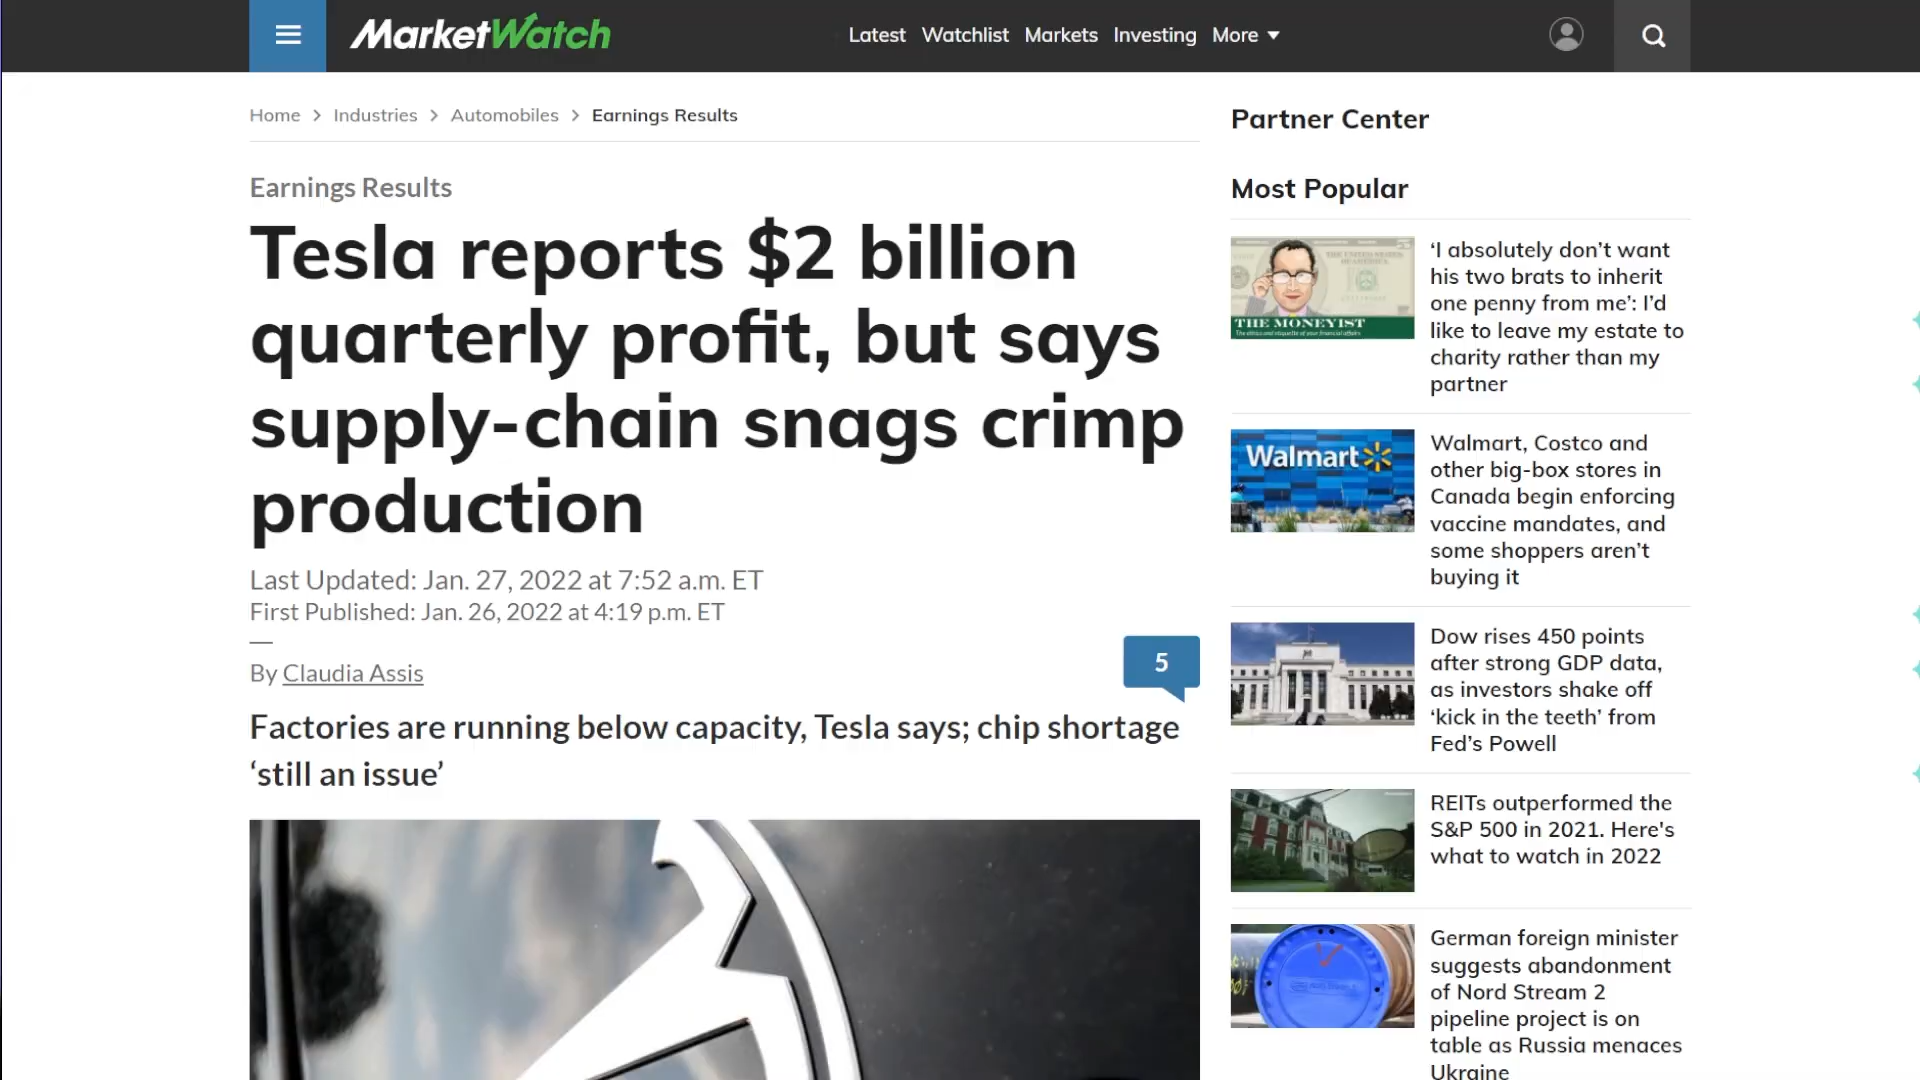 MarketWatch
Latest Watchlist Markets Investing More
Home > Industries > Automobiles > Earnings Results
Earnings Results
Tesla reports $2 billion
quarterly profit, but says
supply-chain snags crimp
production
Last Updated: Jan. 27, 2022 at 7:52 a.m. ET
First Published: Jan. 26, 2022 at 4:19 p.m. ET
By Claudia Assis
5
Factories are running below capacity, Tesla says; chip shortage
‘still an issue’
Partner Center
Most Popular
THE MONEYIST
‘I absolutely don’t want
his two brats to inherit
one penny from me’: I’d
like to leave my estate to
charity rather than my
partner
Walmart
Walmart, Costco and
other big-box stores in
Canada begin enforcing
vaccine mandates, and
some shoppers aren’t
buying it
Dow rises 450 points
after strong GDP data,
as investors shake off
‘kick in the teeth’ from
Fed’s Powell
REITs outperformed the
S&P 500 in 2021. Here's
what to watch in 2022
German foreign minister
suggests abandonment
of Nord Stream 2
pipeline project is on
table as Russia menaces
Ukraine